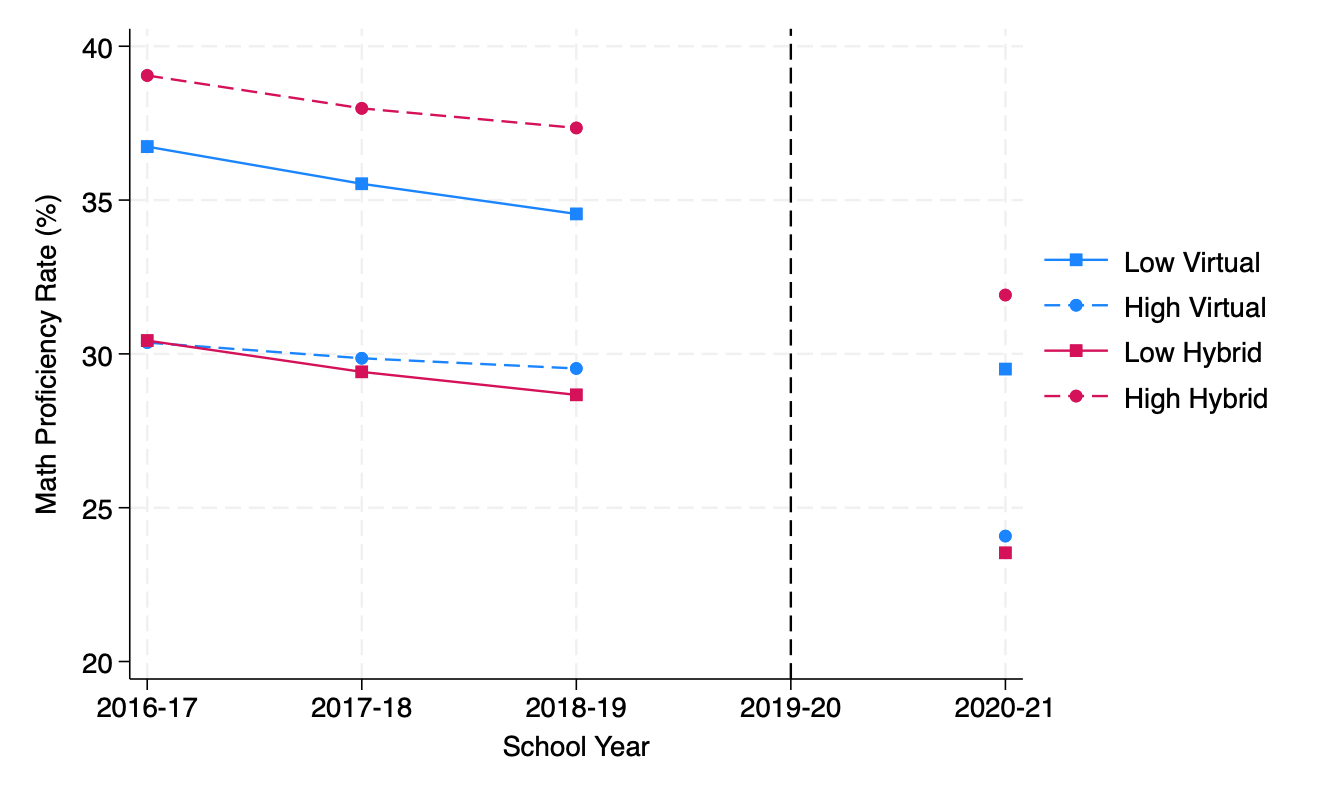 Math Proficiency Rate (%)
40
35
30
25
20
2016-17
2017-18
2018-19
2019-20
2020-21
School Year
Low Virtual
High Virtual
Low Hybrid
High Hybrid